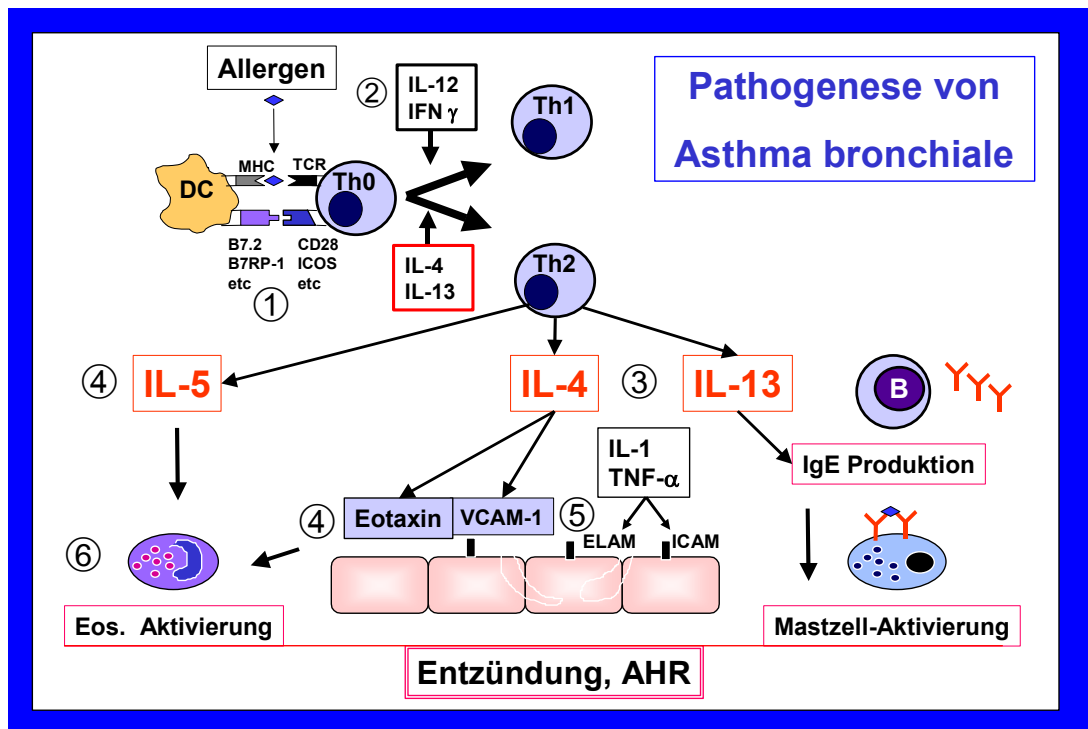 Pathogenese von
Asthma bronchiale
Allergen
②
IL-12
IFN γ
Th1
MHC
TCR
DC
Th0
B7.2
B7RP-1
etc
CD28
ICOS
etc
①
IL-4
IL-13
Th2
④
IL-5
IL-4
③
IL-13
B
IL-1
TNF-α
IgE Produktion
④
Eotaxin
VCAM-1
⑤
ELAM
ICAM
⑥
Eos. Aktivierung
Mastzell-Aktivierung
Entzündung, AHR